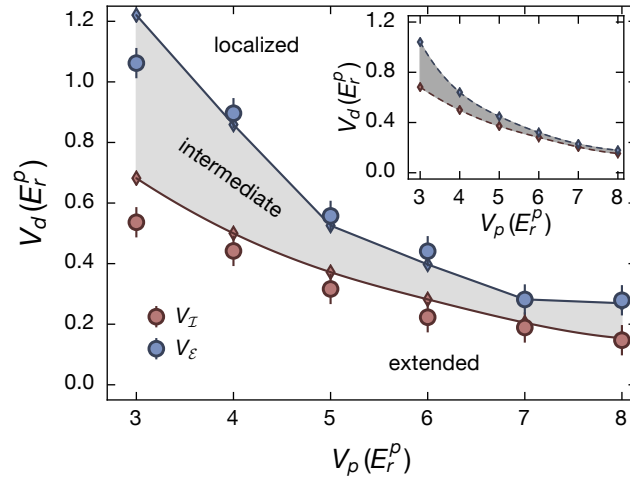 localized
intermediate
extended
V_I
V_ε
1.2
1.0
0.8
0.6
0.4
0.2
0.0
V_d (E_r^p)
3 4 5 6 7 8
V_p (E_r^p)
1.2
0.8
0.4
0.0
V_d (E_r^p)
3 4 5 6 7 8
V_p (E_r^p)